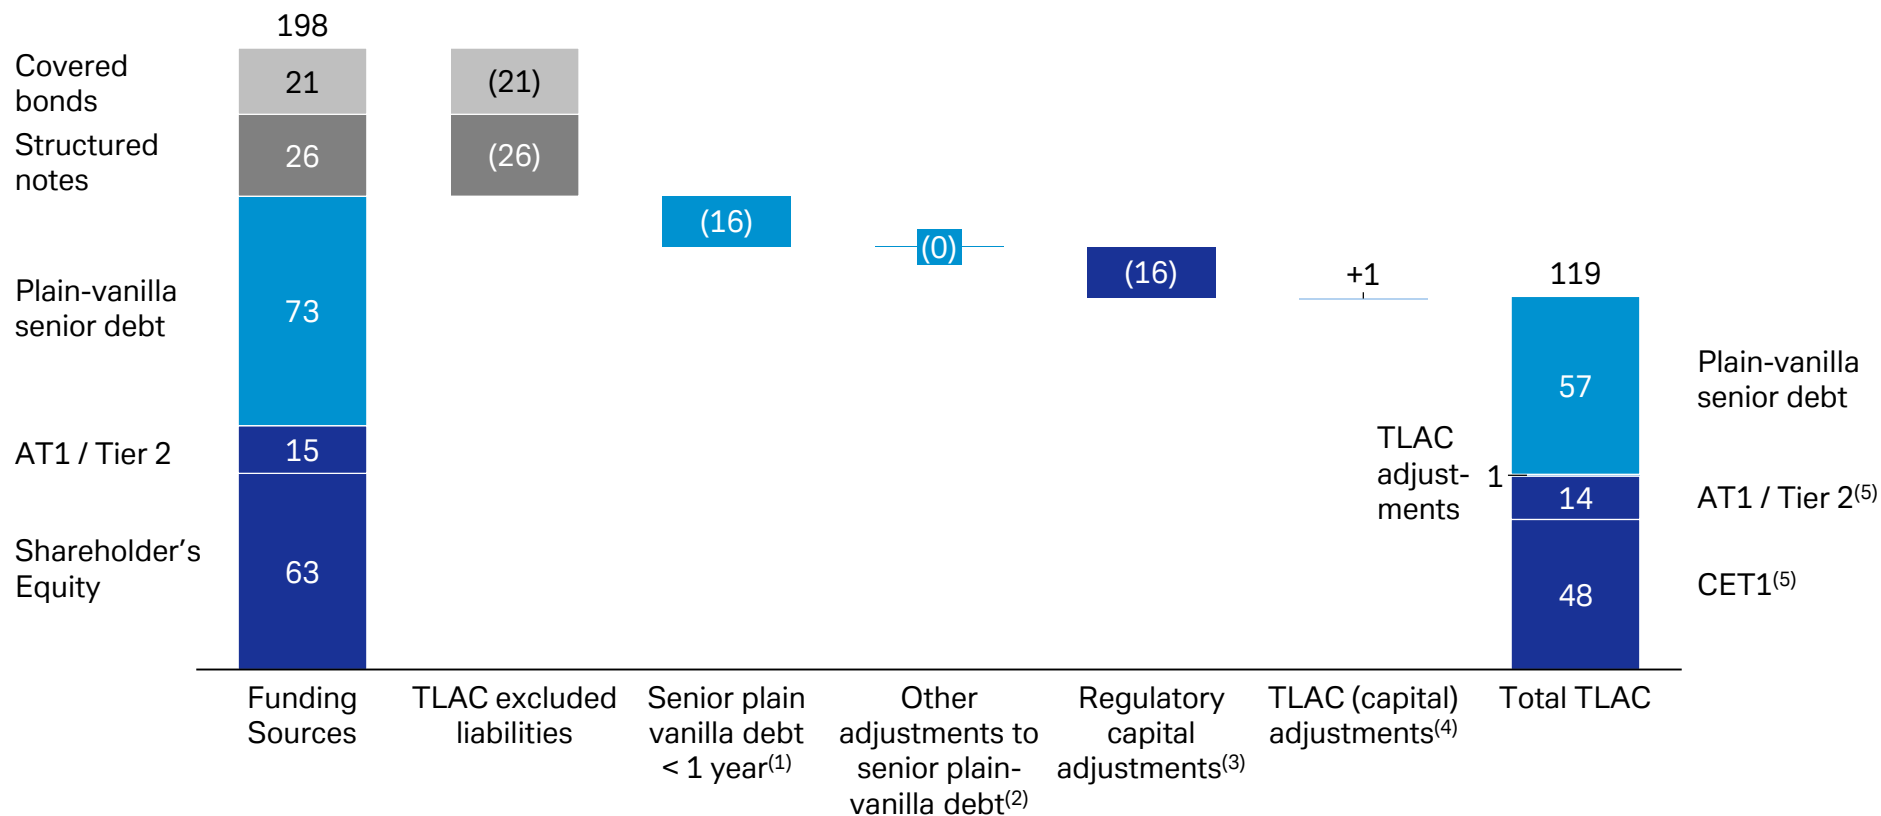 198
Covered
bonds
21
(21)
Structured
notes
26
(26)
Plain-vanilla
senior debt
73
(16)
(0)
(16)
+1
119
57
Plain-vanilla
senior debt
TLAC
adjust-
ments
1
AT1 / Tier 2
15
14
AT1 / Tier 2(5)
Shareholder's
Equity
63
48
CET1(5)
Funding
Sources
TLAC excluded
liabilities
Senior plain
vanilla debt
< 1 year(1)
Other
adjustments to
senior plain-
vanilla debt(2)
Regulatory
capital
adjustments(3)
TLAC (capital)
adjustments(4)
Total TLAC